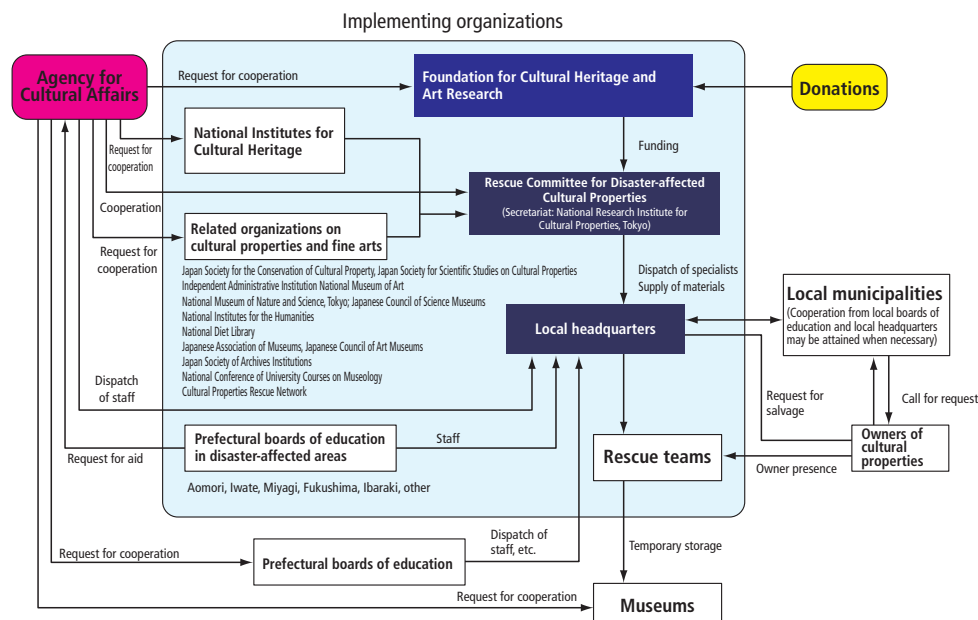 Implementing organizations
Agency for
Cultural Affairs
Request for cooperation
Foundation for Cultural Heritage and
Art Research
Donations
National Institutes for
Cultural Heritage
Request for
cooperation
Funding
Rescue Committee for Disaster-affected
Cultural Properties
(Secretariat: National Research Institute for
Cultural Properties, Tokyo)
Cooperation
Related organizations on
cultural properties and fine arts
Request for
cooperation
Japan Society for the Conservation of Cultural Property, Japan Society for Scientific Studies on Cultural Properties
Independent Administrative Institution National Museum of Art
National Museum of Nature and Science, Tokyo; Japanese Council of Science Museums
National Institutes for the Humanities
National Diet Library
Japanese Association of Museums, Japanese Council of Art Museums
Japan Society of Archives Institutions
National Conference of University Courses on Museology
Cultural Properties Rescue Network
Dispatch of specialists
Supply of materials
Local headquarters
Local municipalities
(Cooperation from local boards of
education and local headquarters
may be attained when necessary)
Dispatch
of staff
Request for
salvage
Call for request
Prefectural boards of education
in disaster-affected areas
Staff
Request for aid
Aomori, Iwate, Miyagi, Fukushima, Ibaraki, other
Rescue teams
Owner presence
Owners of
cultural
properties
Dispatch of
staff, etc.
Request for cooperation
Prefectural boards of education
Temporary storage
Request for cooperation
Museums